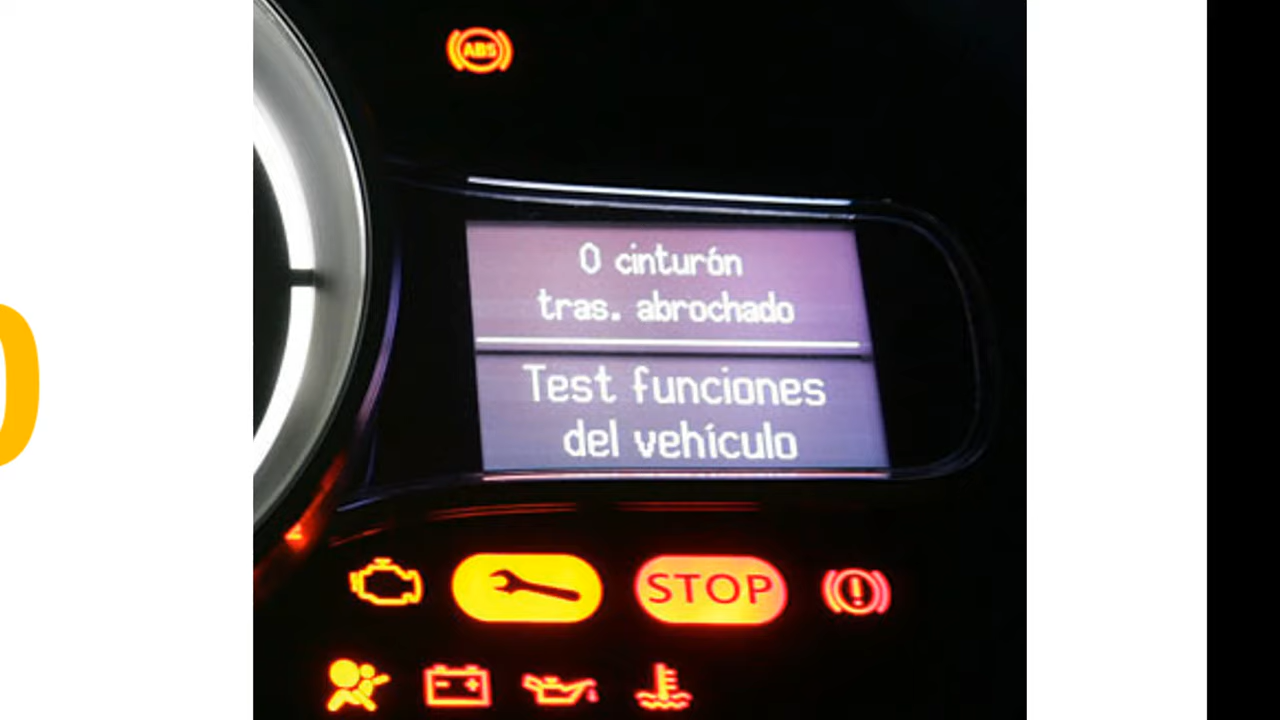 ABS
0 cinturón
tras. abrochado
Test funciones
del vehículo
STOP